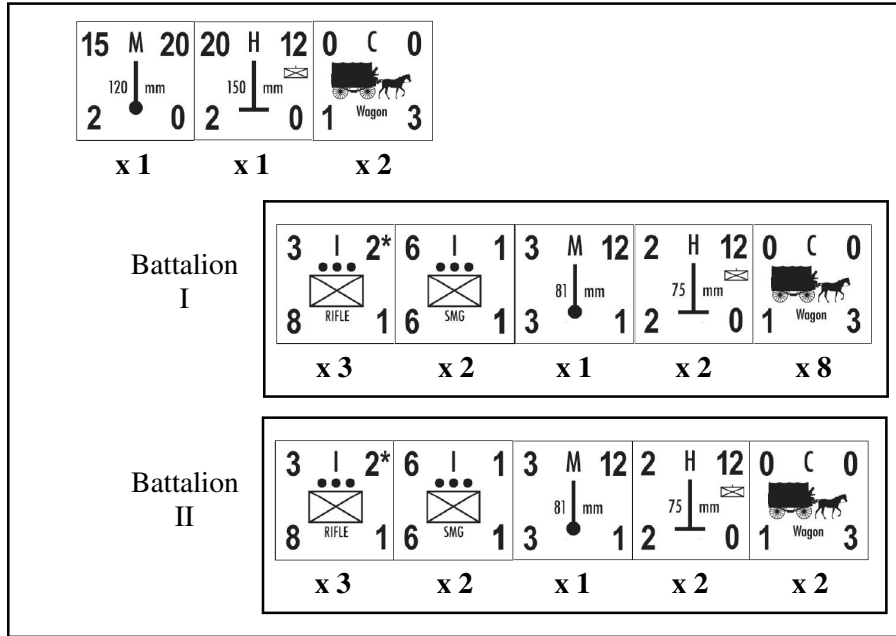 15 M 20 20 H 12 0 C 0
120 mm 150 mm
2 0 2 0 1 Wagon 3
x 1 x 1 x 2
Battalion
I
3 I 2* 6 I 1 3 M 12 2 H 12 0 C 0
81 mm 75 mm
8 RIFLE 1 6 SMG 1 3 1 2 0 1 Wagon 3
x 3 x 2 x 1 x 2 x 8
Battalion
II
3 I 2* 6 I 1 3 M 12 2 H 12 0 C 0
81 mm 75 mm
8 RIFLE 1 6 SMG 1 3 1 2 0 1 Wagon 3
x 3 x 2 x 1 x 2 x 2